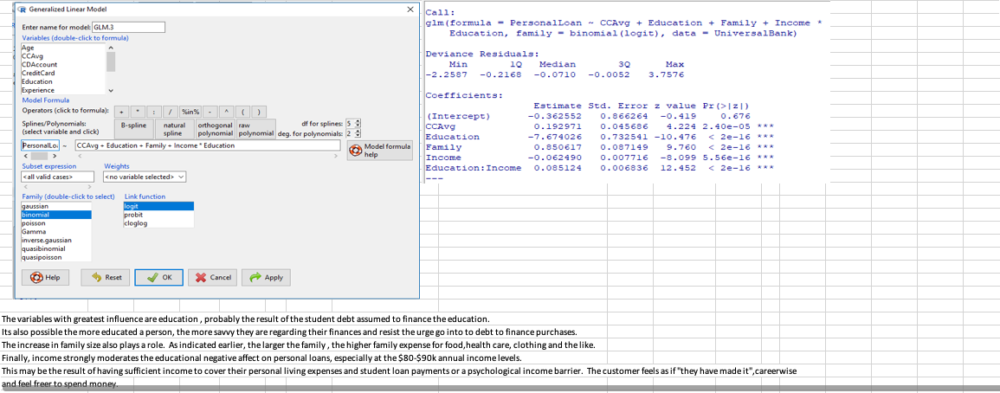 Generalized Linear Model
Enter name for model: GLM.3
Variables (double-click to formula)
Age
CCAvg
CDAccount
CreditCard
Education
Experience
Model Formula
Operators (click to formula): + * : / %in% - ^ ( )
Splines/Polynomials:
(select variable and click)
B-spline
natural
spline
orthogonal
polynomial
raw
polynomial
df for splines: 5
deg. for polynomials: 2
PersonalLo ~ CCAvg + Education + Family + Income * Education
Model formula
help
Subset expression
<all valid cases>
Weights
<no variable selected>
Family (double-click to select)
gaussian
binomial
poisson
Gamma
inverse.gaussian
quasibinomial
quasipoisson
Link function
logit
probit
cloglog
Help Reset OK Cancel Apply
Call:
glm(formula = PersonalLoan ~ CCAvg + Education + Family + Income *
Education, family = binomial(logit), data = UniversalBank)
Deviance Residuals:
Min 1Q Median 3Q Max
-2.2587 -0.2168 -0.0710 -0.0052 3.7576
Coefficients:
Estimate Std. Error z value Pr(>|z|)
(Intercept) -0.362552 0.866264 -0.419 0.676
CCAvg 0.192971 0.045686 4.224 2.40e-05 ***
Education -7.674026 0.732541 -10.476 < 2e-16 ***
Family 0.850617 0.087149 9.760 < 2e-16 ***
Income -0.062490 0.007716 -8.099 5.56e-16 ***
Education:Income 0.085124 0.006836 12.452 < 2e-16 ***
---
The variables with greatest influence are education , probably the result of the student debt assumed to finance the education.
Its also possible the more educated a person, the more savvy they are regarding their finances and resist the urge go into to debt to finance purchases.
The increase in family size also plays a role. As indicated earlier, the larger the family , the higher family expense for food,health care, clothing and the like.
Finally, income strongly moderates the educational negative affect on personal loans, especially at the $80-$90k annual income levels.
This may be the result of having sufficient income to cover their personal living expenses and student loan payments or a psychological income barrier. The customer feels as if "they have made it",careerwise
and feel freer to spend money.